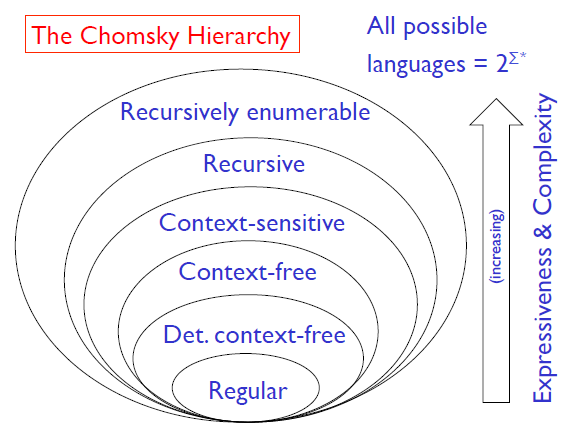 The Chomsky Hierarchy
All possible
languages = 2^Σ*
Recursively enumerable
Recursive
Context-sensitive
Context-free
Det. context-free
Regular
(increasing)
Expressiveness & Complexity